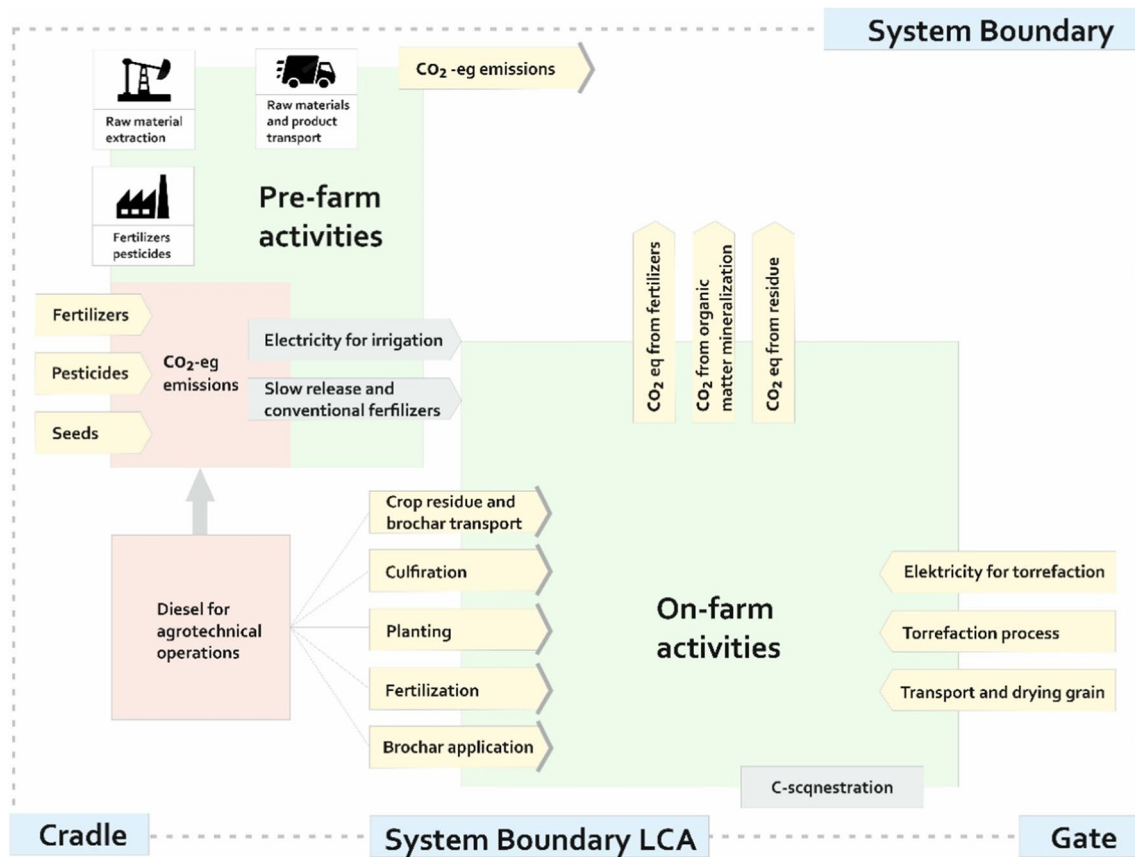 System Boundary
CO₂ -eg emissions
Raw material
extraction
Raw materials
and product
transport
Pre-farm
activities
Fertilizers
pesticides
Fertilizers
Pesticides
Seeds
CO₂-eg
emissions
Electricity for irrigation
Slow release and
conventional ferfilizers
CO₂ eq from fertilizers
CO₂ from organic
matter mineralization
CO₂ eq from residue
Diesel for
agrotechnical
operations
Crop residue and
brochar transport
Culfiration
Planting
Fertilization
Brochar application
On-farm
activities
Elektricity for torrefaction
Torrefaction process
Transport and drying grain
C-scqnestration
Cradle
System Boundary LCA
Gate